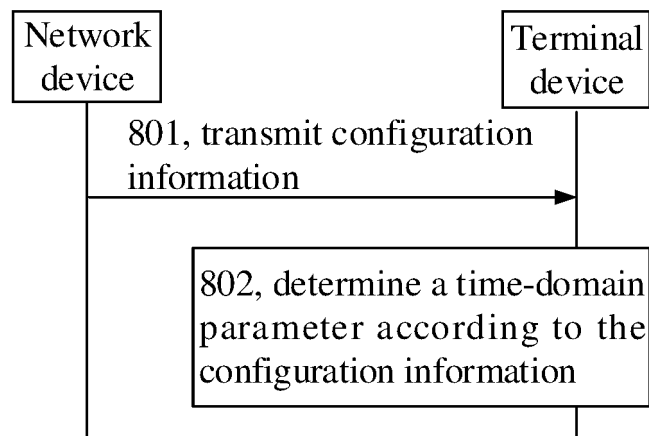 Network
device
Terminal
device
801, transmit configuration
information
802, determine a time-domain
parameter according to the
configuration information